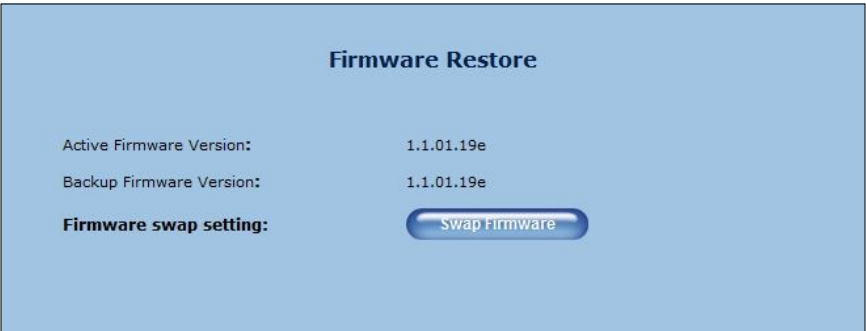 Firmware Restore
Active Firmware Version: 1.1.01.19e
Backup Firmware Version: 1.1.01.19e
Firmware swap setting: Swap Firmware